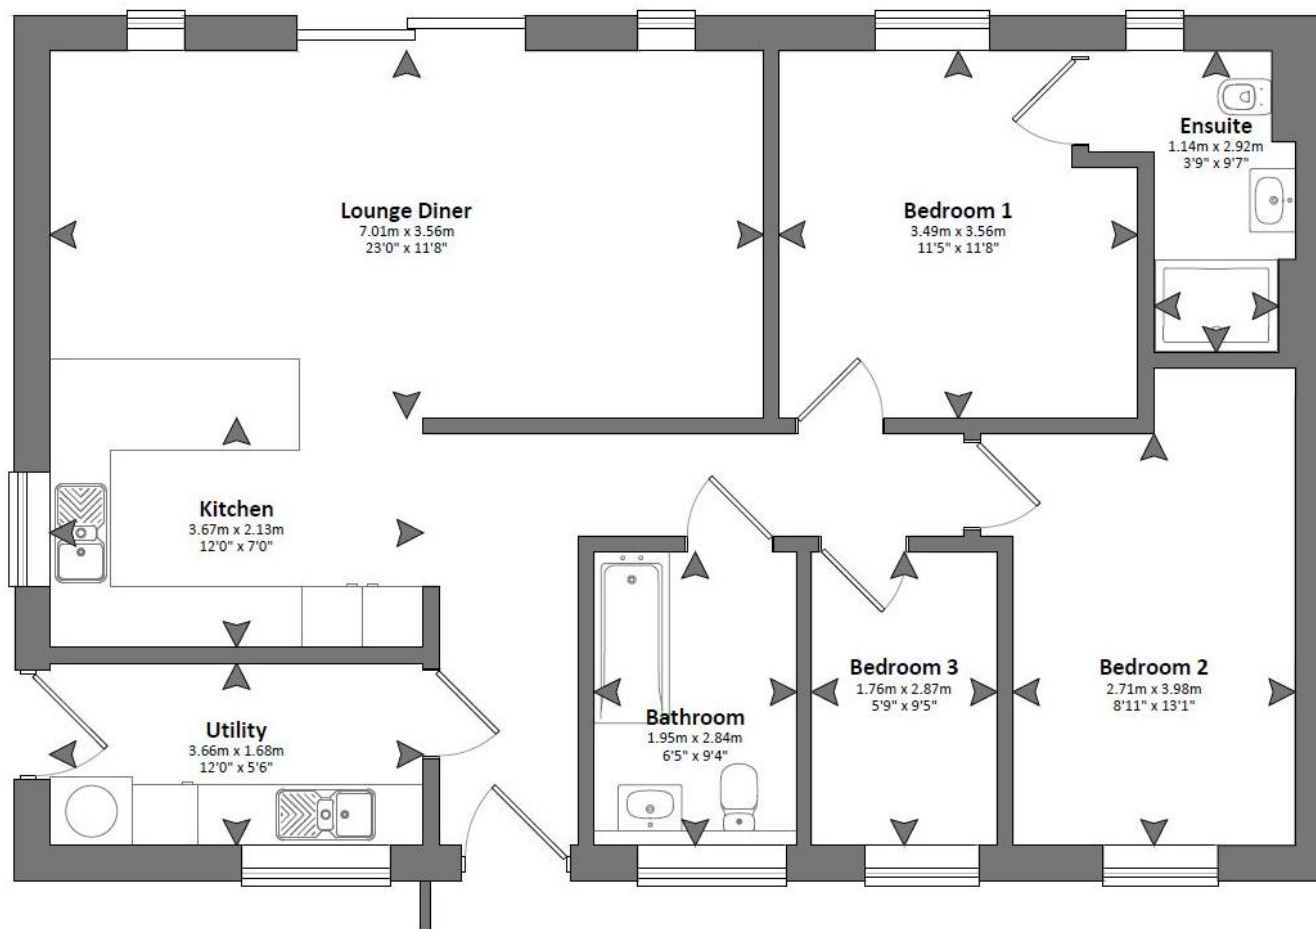 Lounge Diner
7.01m x 3.56m
23'0" x 11'8"
Bedroom 1
3.49m x 3.56m
11'5" x 11'8"
Ensuite
1.14m x 2.92m
3'9" x 9'7"
Kitchen
3.67m x 2.13m
12'0" x 7'0"
Utility
3.66m x 1.68m
12'0" x 5'6"
Bathroom
1.95m x 2.84m
6'5" x 9'4"
Bedroom 3
1.76m x 2.87m
5'9" x 9'5"
Bedroom 2
2.71m x 3.98m
8'11" x 13'1"